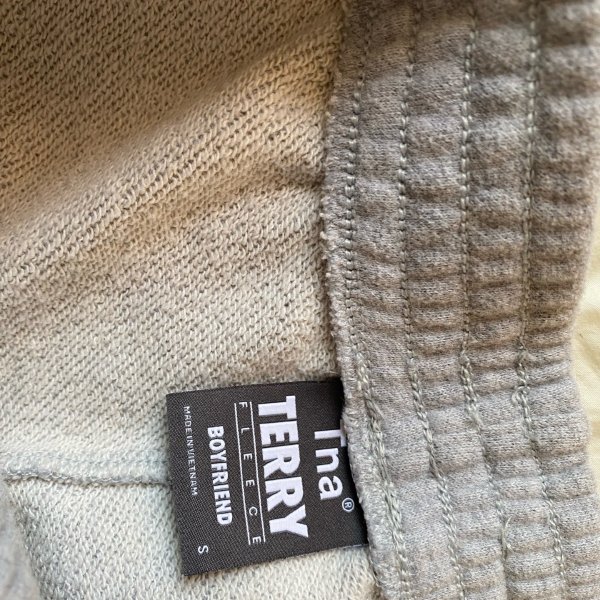 Tna®
TERRY
FLEECE
BOYFRIEND
MADE IN VIETNAM
S